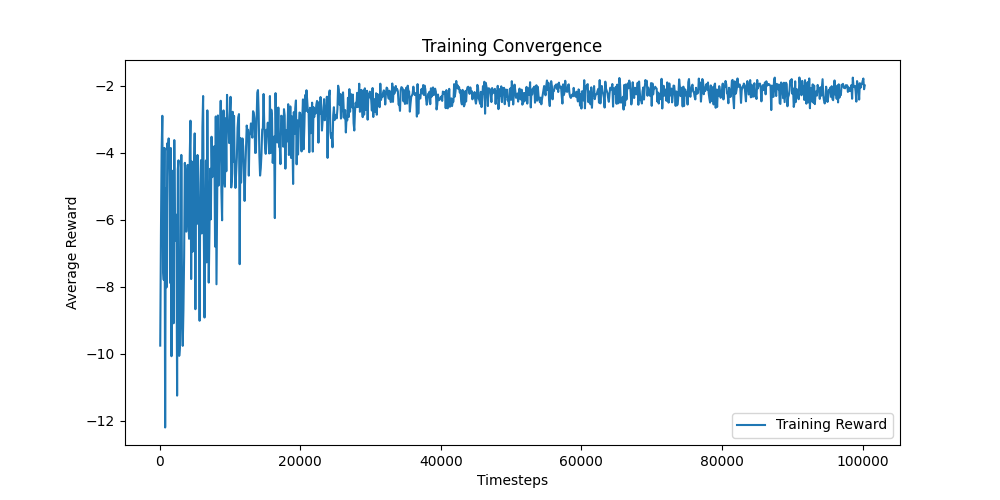 Training Convergence
Average Reward
−2
−4
−6
−8
−10
−12
Training Reward
0 20000 40000 60000 80000 100000
Timesteps